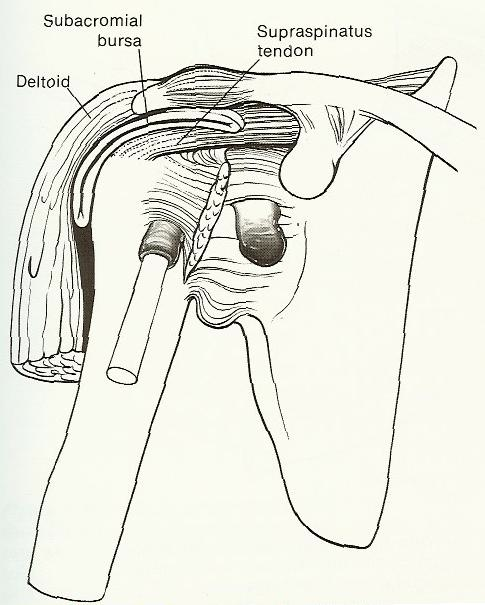 Subacromial
bursa
Supraspinatus
tendon
Deltoid